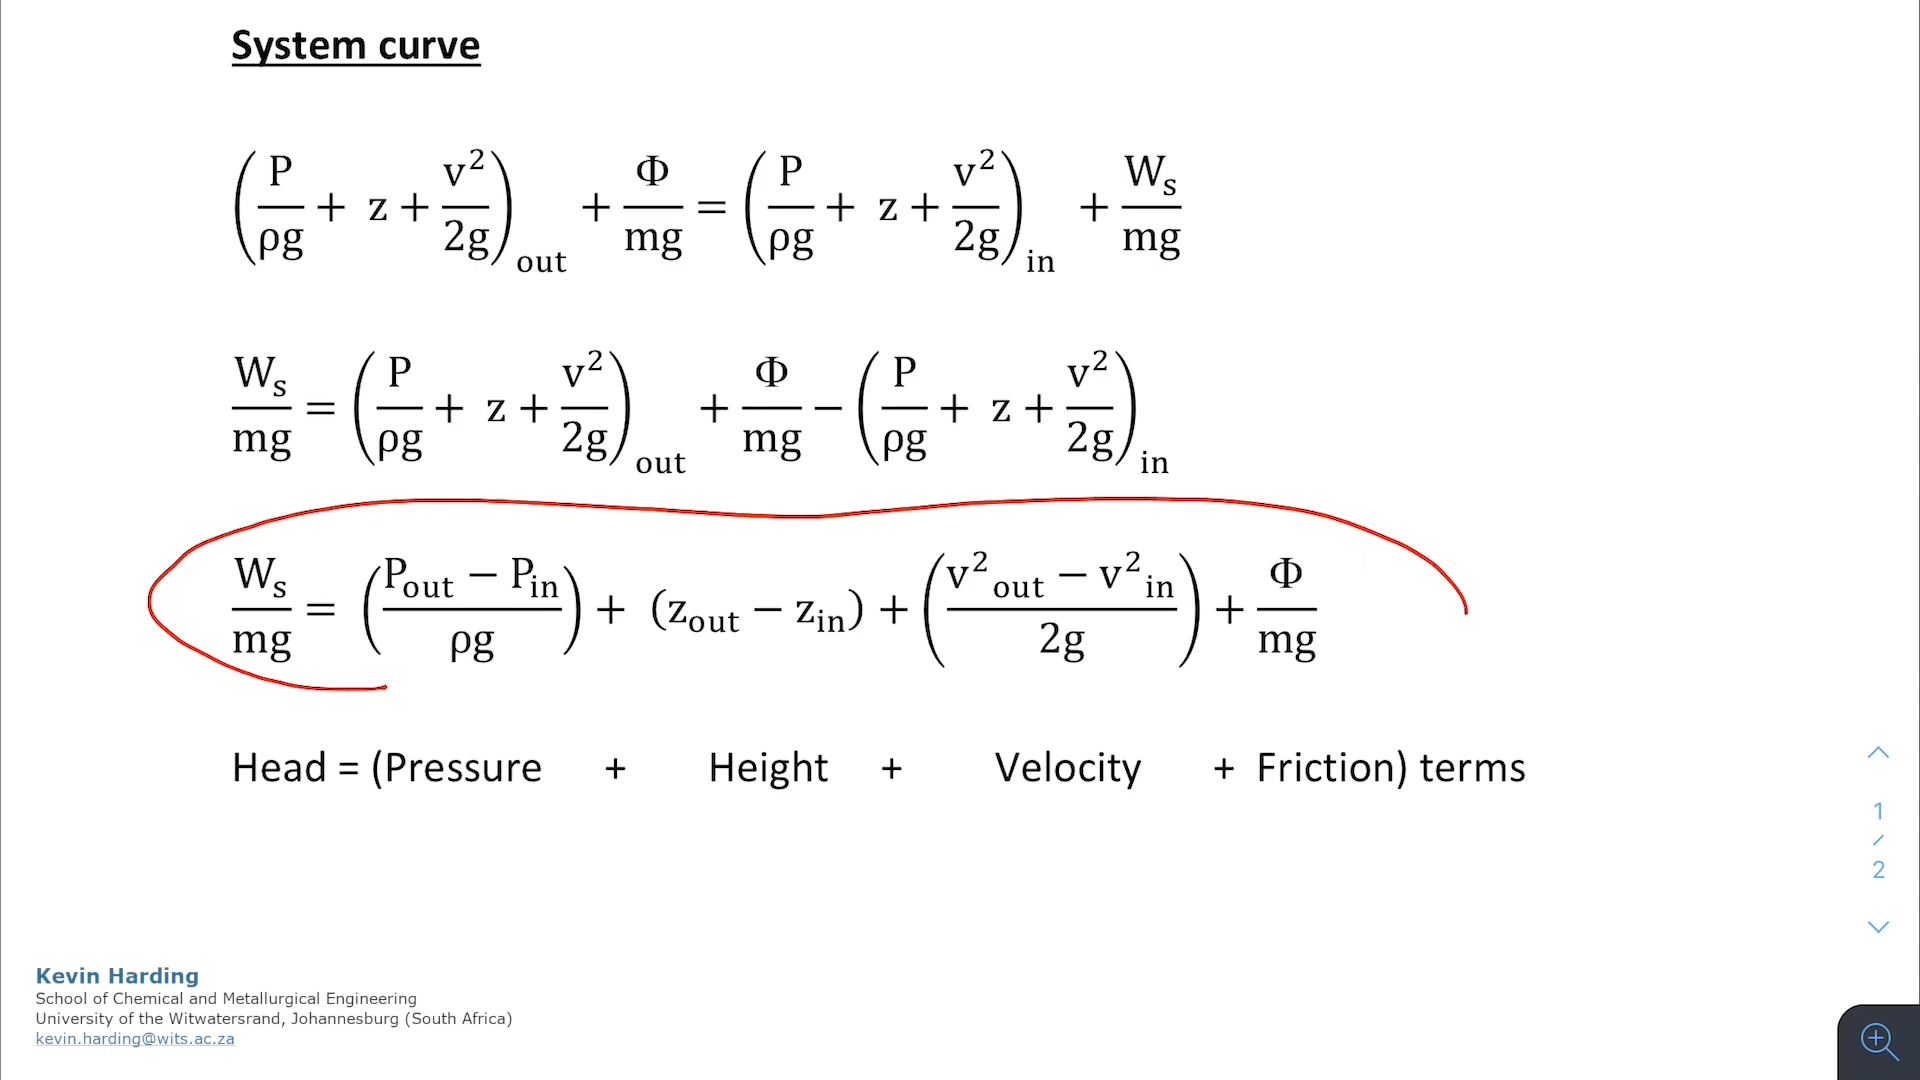 System curve
(P/ρg + z + v²/2g)out + Φ/mg = (P/ρg + z + v²/2g)in + Ws/mg
Ws/mg = (P/ρg + z + v²/2g)out + Φ/mg − (P/ρg + z + v²/2g)in
Ws/mg = (Pout − Pin/ρg) + (zout − zin) + (v²out − v²in/2g) + Φ/mg
Head = (Pressure + Height + Velocity + Friction) terms
1
/
2
Kevin Harding
School of Chemical and Metallurgical Engineering
University of the Witwatersrand, Johannesburg (South Africa)
kevin.harding@wits.ac.za